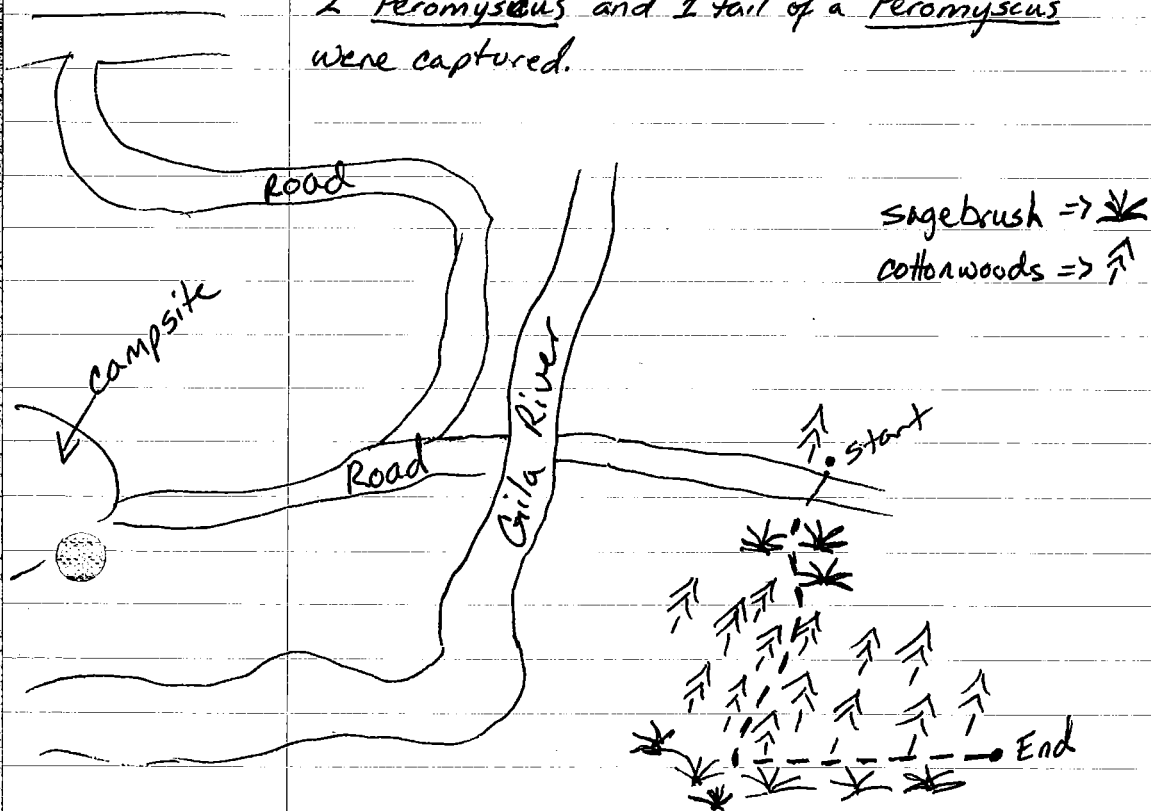 2 Peromyscus and 1 tail of a Peromyscus
were captured.
Road
sagebrush =>
cottonwoods =>
campsite
Gila River
start
Road
End